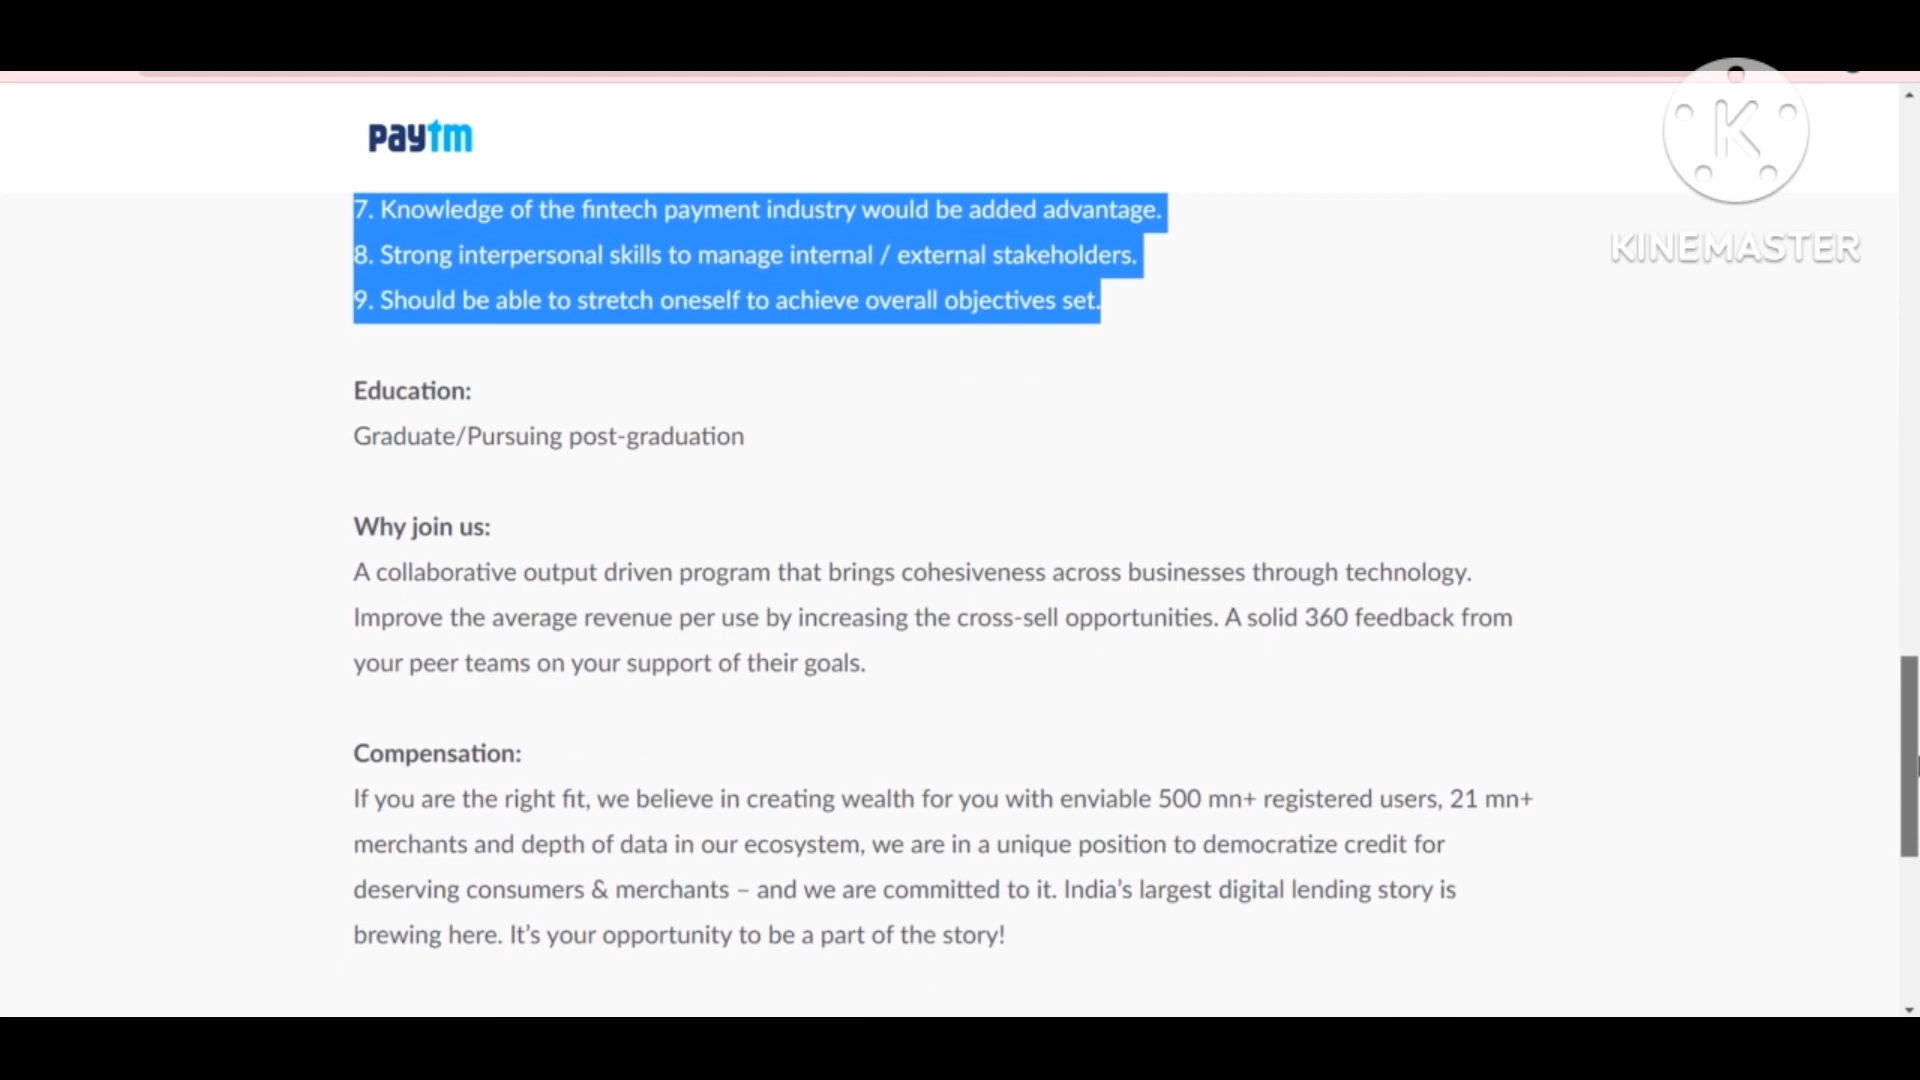 paytm
K
KINEMASTER
7. Knowledge of the fintech payment industry would be added advantage.
8. Strong interpersonal skills to manage internal / external stakeholders.
9. Should be able to stretch oneself to achieve overall objectives set.
Education:
Graduate/Pursuing post-graduation
Why join us:
A collaborative output driven program that brings cohesiveness across businesses through technology.
Improve the average revenue per use by increasing the cross-sell opportunities. A solid 360 feedback from
your peer teams on your support of their goals.
Compensation:
If you are the right fit, we believe in creating wealth for you with enviable 500 mn+ registered users, 21 mn+
merchants and depth of data in our ecosystem, we are in a unique position to democratize credit for
deserving consumers & merchants – and we are committed to it. India’s largest digital lending story is
brewing here. It’s your opportunity to be a part of the story!